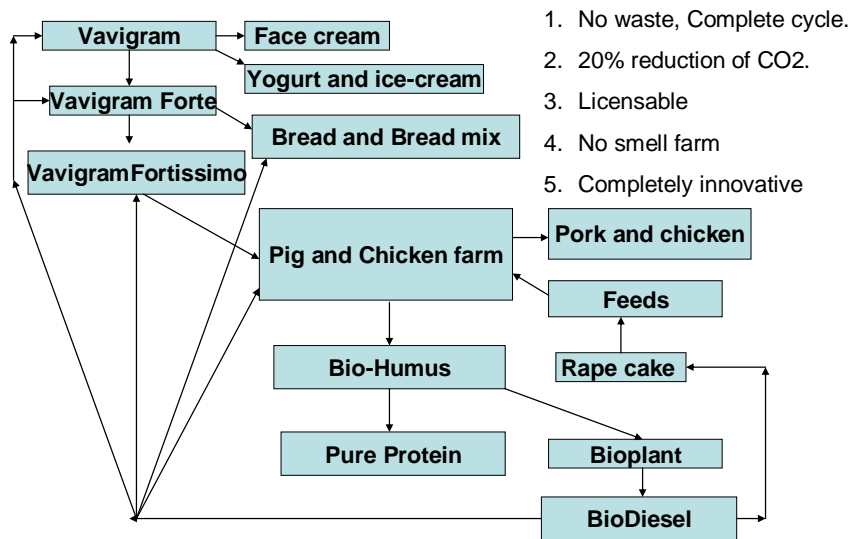 Vavigram
Face cream
Yogurt and ice-cream
Vavigram Forte
Bread and Bread mix
Vavigram Fortissimo
Pig and Chicken farm
Pork and chicken
Feeds
Bio-Humus
Rape cake
Pure Protein
Bioplant
BioDiesel
1. No waste, Complete cycle.
2. 20% reduction of CO2.
3. Licensable
4. No smell farm
5. Completely innovative